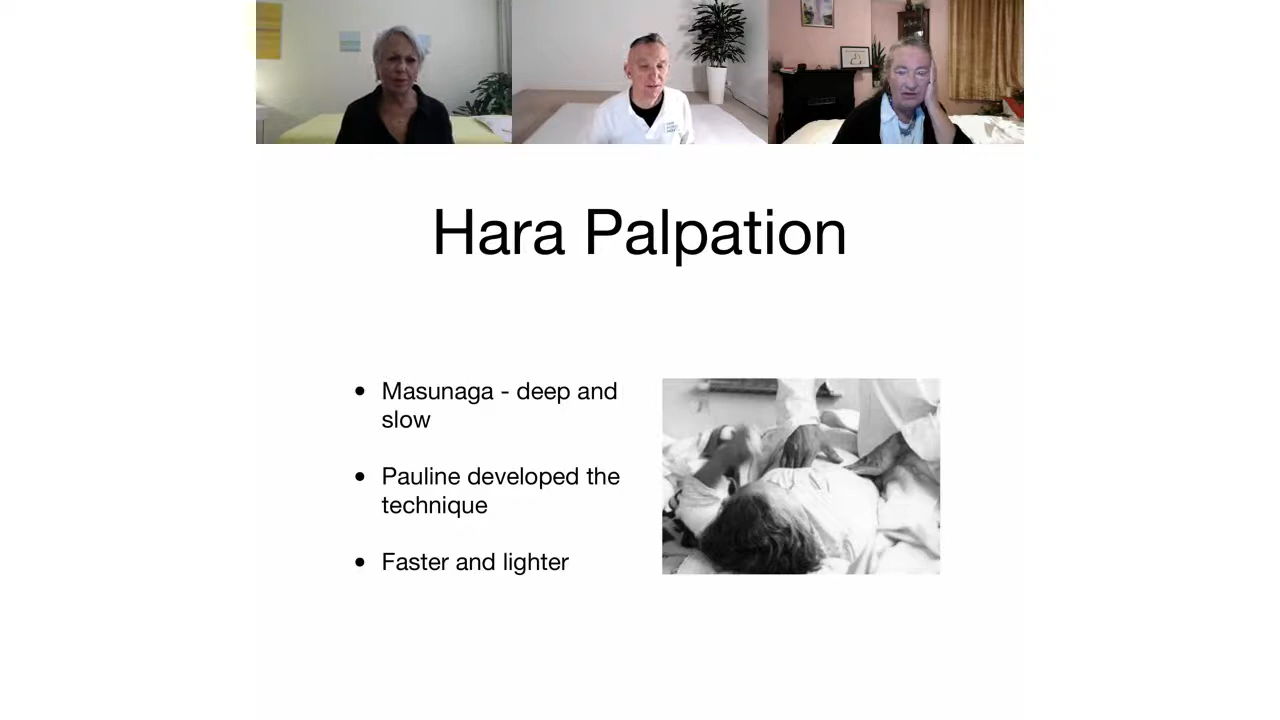 Hara Palpation
• Masunaga - deep and
slow
• Pauline developed the
technique
• Faster and lighter